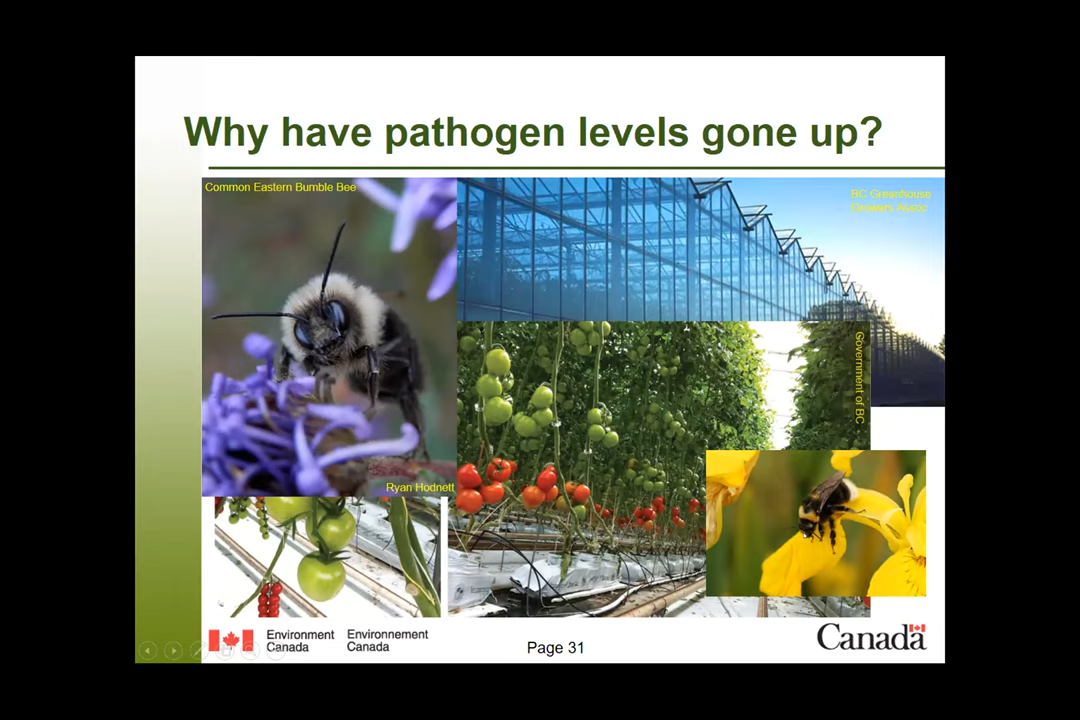 Why have pathogen levels gone up?
Common Eastern Bumble Bee
BC Greenhouse
Growers Assoc
Government of BC
Ryan Hodnett
Environment
Canada
Environnement
Canada
Page 31
Canada